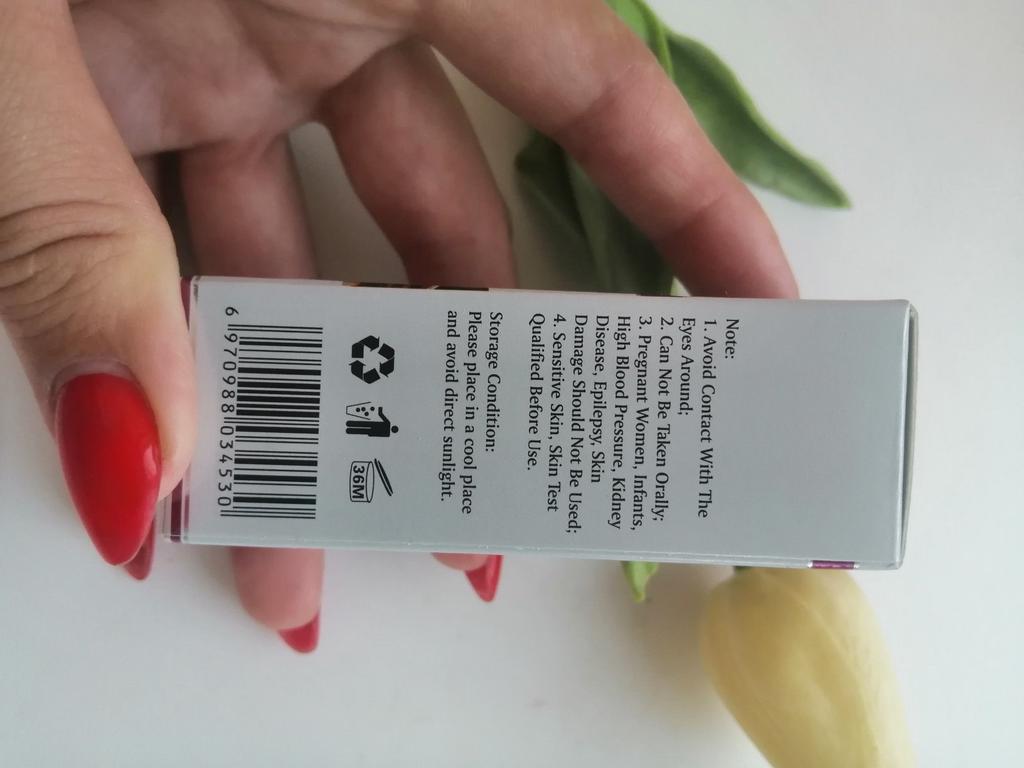 Note:
1. Avoid Contact With The
Eyes Around;
2. Can Not Be Taken Orally;
3. Pregnant Women, Infants,
High Blood Pressure, Kidney
Disease, Epilepsy, Skin
Damage Should Not Be Used;
4. Sensitive Skin, Skin Test
Qualified Before Use.
Storage Condition:
Please place in a cool place
and avoid direct sunlight.
36M
6 970988 034530